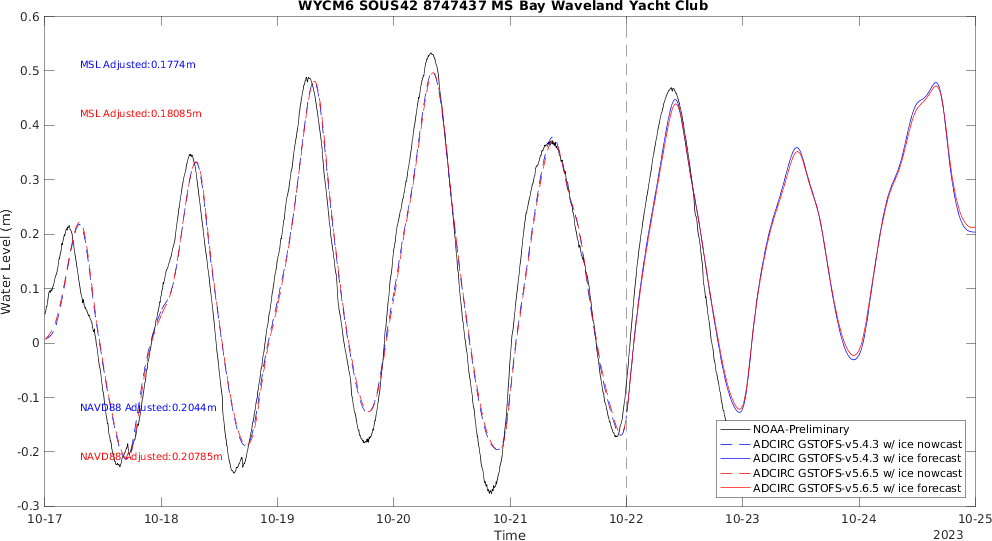 WYCM6 SOUS42 8747437 MS Bay Waveland Yacht Club
0.6
0.5
0.4
0.3
0.2
0.1
0
-0.1
-0.2
-0.3
Water Level (m)
MSL Adjusted:0.1774m
MSL Adjusted:0.18085m
NAVD88 Adjusted:0.2044m
NAVD88 Adjusted:0.20785m
NOAA-Preliminary
ADCIRC GSTOFS-v5.4.3 w/ ice nowcast
ADCIRC GSTOFS-v5.4.3 w/ ice forecast
ADCIRC GSTOFS-v5.6.5 w/ ice nowcast
ADCIRC GSTOFS-v5.6.5 w/ ice forecast
10-17 10-18 10-19 10-20 10-21 10-22 10-23 10-24 10-25
Time
2023